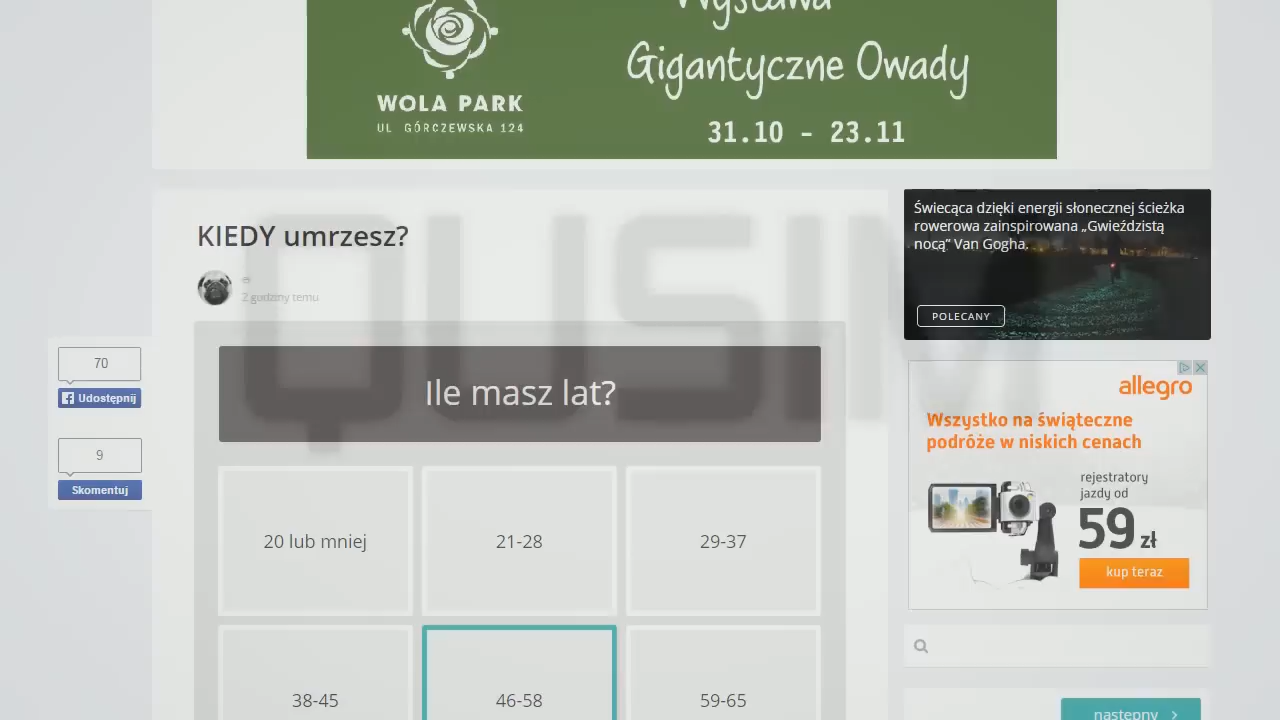 Wystawa
Gigantyczne Owady
31.10 - 23.11
WOLA PARK
UL GÓRCZEWSKA 124
KIEDY umrzesz?
2 godziny temu
70
Udostępnij
9
Skomentuj
Ile masz lat?
20 lub mniej
21-28
29-37
38-45
46-58
59-65
QUSIM
Świecąca dzięki energii słonecznej ścieżka
rowerowa zainspirowana „Gwieździstą
nocą” Van Gogha.
POLECANY
allegro
Wszystko na świąteczne
podróże w niskich cenach
rejestratory
jazdy od
59 zł
kup teraz
następny